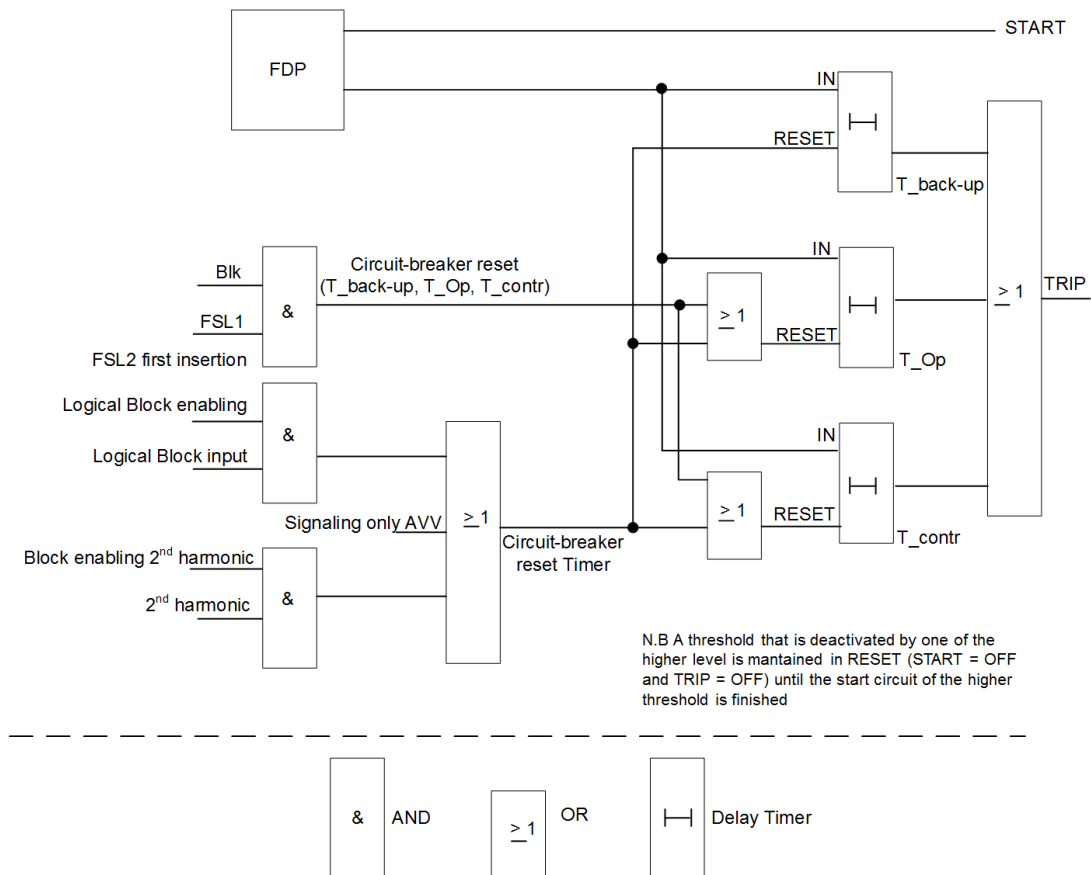 START
FDP
IN
RESET
T_back-up
Blk
FSL1
FSL2 first insertion
&
Circuit-breaker reset
(T_back-up, T_Op, T_contr)
≥ 1
IN
RESET
T_Op
≥ 1
TRIP
Logical Block enabling
Logical Block input
&
Signaling only AVV
≥ 1
Circuit-breaker
reset Timer
Block enabling 2nd harmonic
2nd harmonic
&
≥ 1
IN
RESET
T_contr
N.B A threshold that is deactivated by one of the
higher level is mantained in RESET (START = OFF
and TRIP = OFF) until the start circuit of the higher
threshold is finished
& AND
≥ 1 OR
Delay Timer